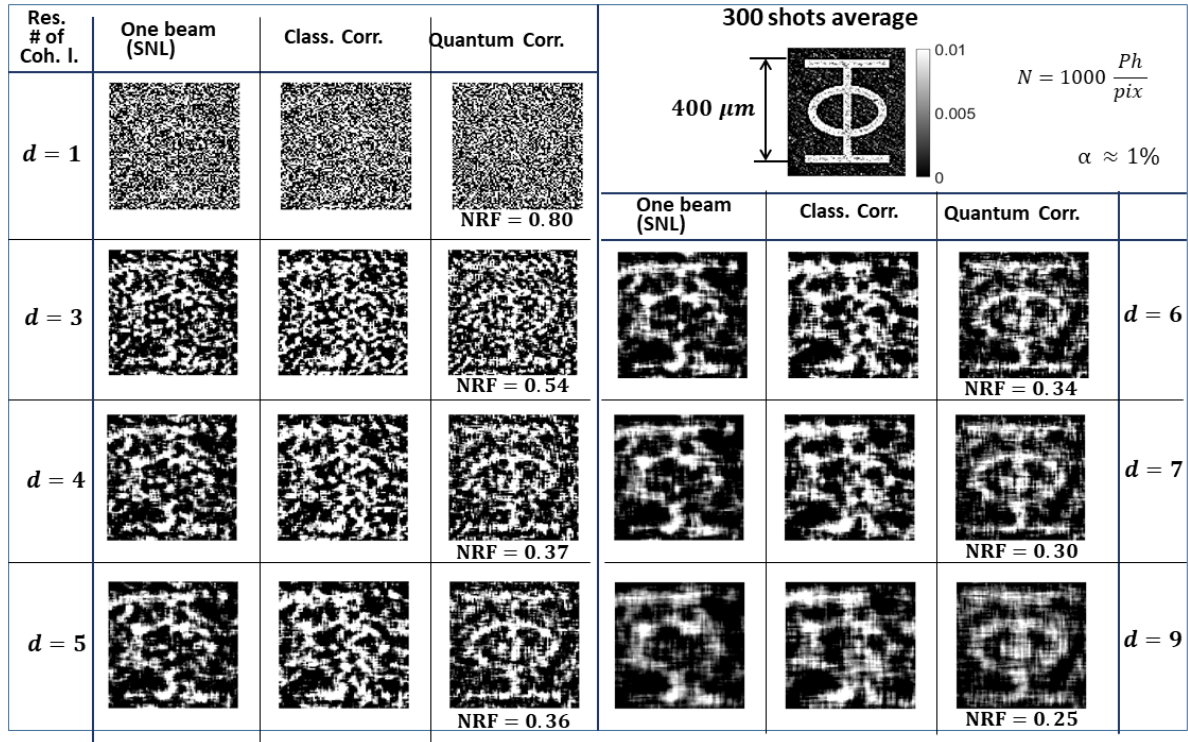 Res.
# of
Coh. l.
One beam
(SNL)
Class. Corr.
Quantum Corr.
d = 1
NRF = 0.80
d = 3
NRF = 0.54
d = 4
NRF = 0.37
d = 5
NRF = 0.36
300 shots average
400 μm
0.01
0.005
0
N = 1000 Ph/pix
α ≈ 1%
One beam
(SNL)
Class. Corr.
Quantum Corr.
d = 6
NRF = 0.34
d = 7
NRF = 0.30
d = 9
NRF = 0.25